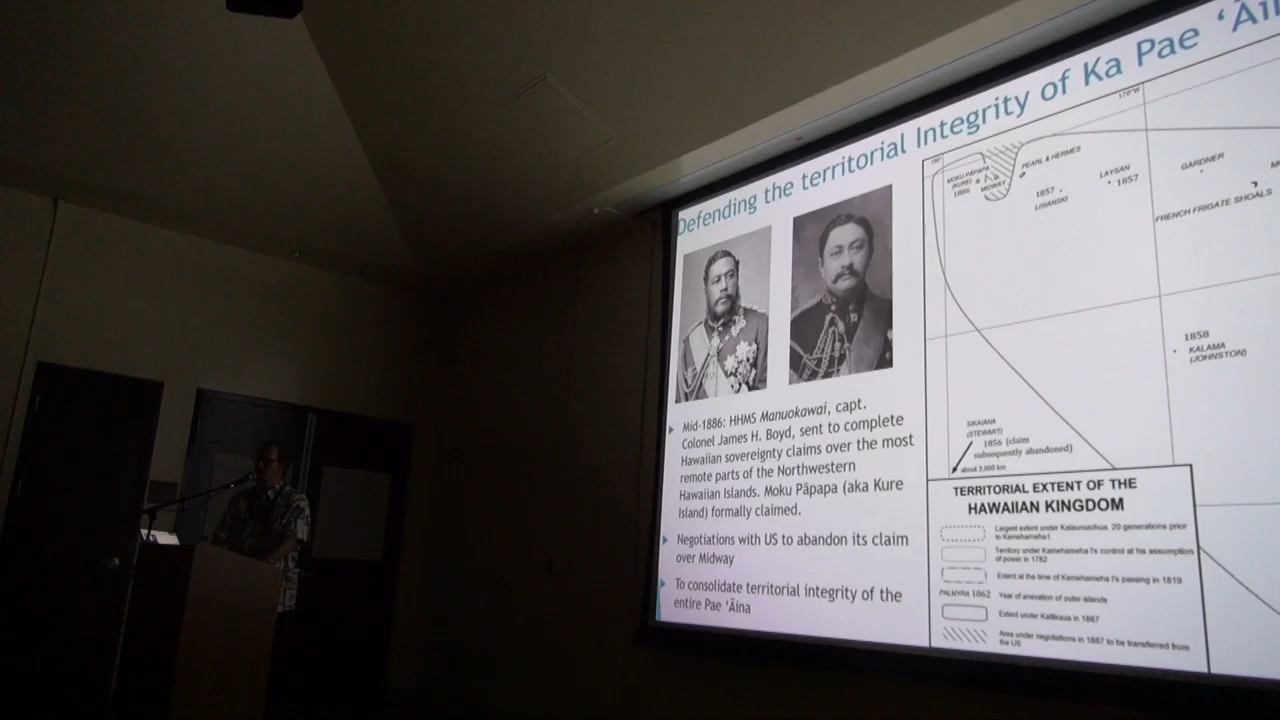 Defending the territorial Integrity of Ka Pae ‘Āi
Mid-1886: HHMS Manuokawai, capt.
Colonel James H. Boyd, sent to complete
Hawaiian sovereignty claims over the most
remote parts of the Northwestern
Hawaiian Islands. Moku Pāpapa (aka Kure
Island) formally claimed.
Negotiations with US to abandon its claim
over Midway
To consolidate territorial integrity of the
entire Pae ‘Āina
180°
170°W
MOKU PĀPAPA
(KURE)
1886
MIDWAY
PEARL & HERMES
1857
LISIANSKI
LAYSAN
1857
GARDNER
FRENCH FRIGATE SHOALS
1858
KALAMA
(JOHNSTON)
SIKAIANA
(STEWART)
1856 (claim
subsequently abandoned)
about 3,000 km
TERRITORIAL EXTENT OF THE
HAWAIIAN KINGDOM
Largest extent under Kalaunuiohua, 20 generations prior
to Kamehameha I
Territory under Kamehameha I's control at his assumption
of power in 1782
Extent at the time of Kamehameha I's passing in 1819
PALMYRA 1862 Year of annexation of outer islands
Extent under Kalākaua in 1887
Area under negotiations in 1887 to be transferred from
the US